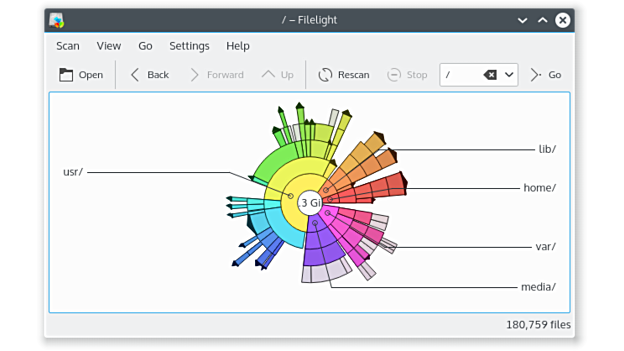 / – Filelight
Scan View Go Settings Help
Open Back Forward Up Rescan Stop / Go
lib/
usr/
home/
.3 Gi
var/
media/
180,759 files